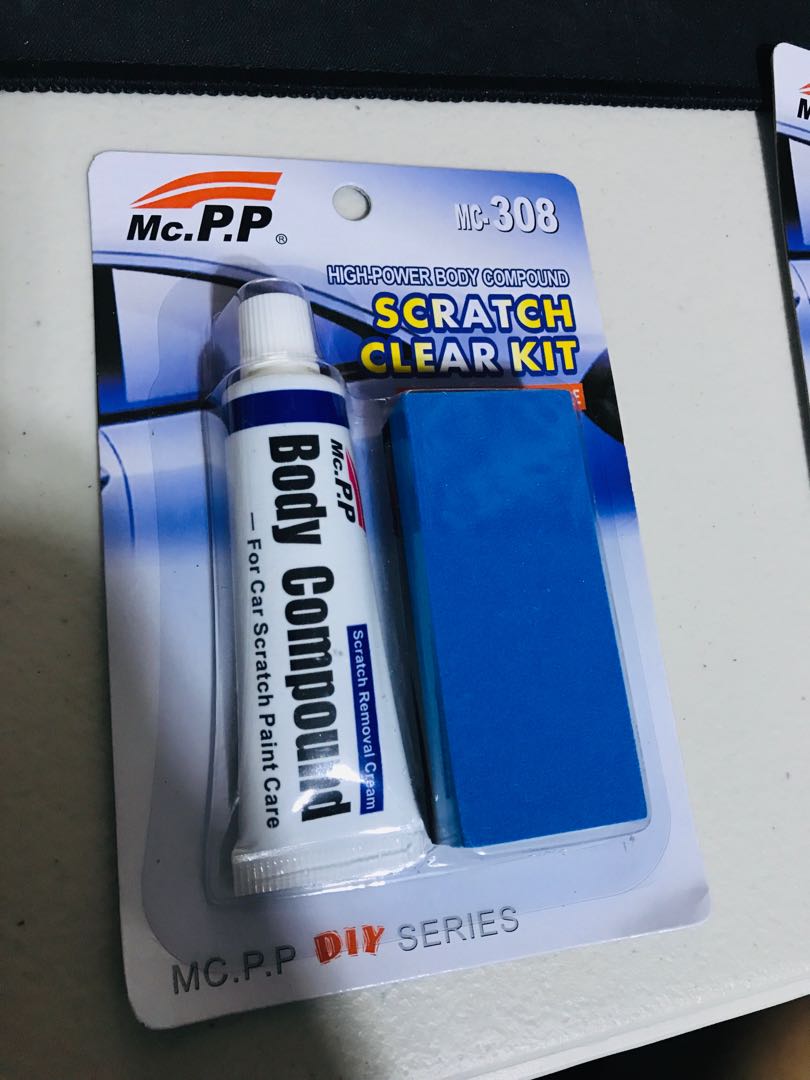 Mc.P.P ®
MC-308
HIGH-POWER BODY COMPOUND
SCRATCH
CLEAR KIT
Mc.P.P
Body Compound
Scratch Removal Cream
— For Car Scratch Paint Care
MC.P.P DIY SERIES